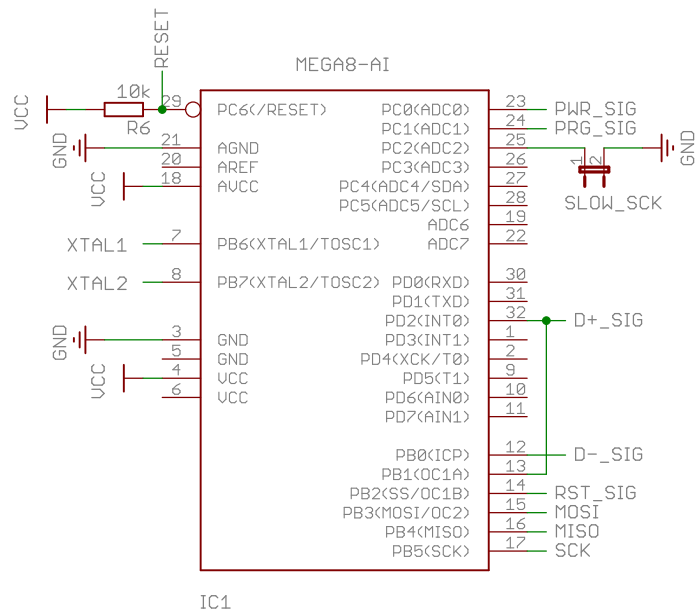 RESET
MEGA8-AI
VCC
10k
R6
29
PC6(/RESET)
GND
21
AGND
20
AREF
VCC
18
AVCC
XTAL1
7
PB6(XTAL1/TOSC1)
XTAL2
8
PB7(XTAL2/TOSC2)
GND
3
GND
5
GND
VCC
4
VCC
6
VCC
PC0(ADC0)
23
PWR_SIG
PC1(ADC1)
24
PRG_SIG
PC2(ADC2)
25
1
2
GND
SLOW_SCK
PC3(ADC3)
26
PC4(ADC4/SDA)
27
PC5(ADC5/SCL)
28
ADC6
19
ADC7
22
PD0(RXD)
30
PD1(TXD)
31
PD2(INT0)
32
D+_SIG
PD3(INT1)
1
PD4(XCK/T0)
2
PD5(T1)
9
PD6(AIN0)
10
PD7(AIN1)
11
PB0(ICP)
12
D-_SIG
PB1(OC1A)
13
PB2(SS/OC1B)
14
RST_SIG
PB3(MOSI/OC2)
15
MOSI
PB4(MISO)
16
MISO
PB5(SCK)
17
SCK
IC1